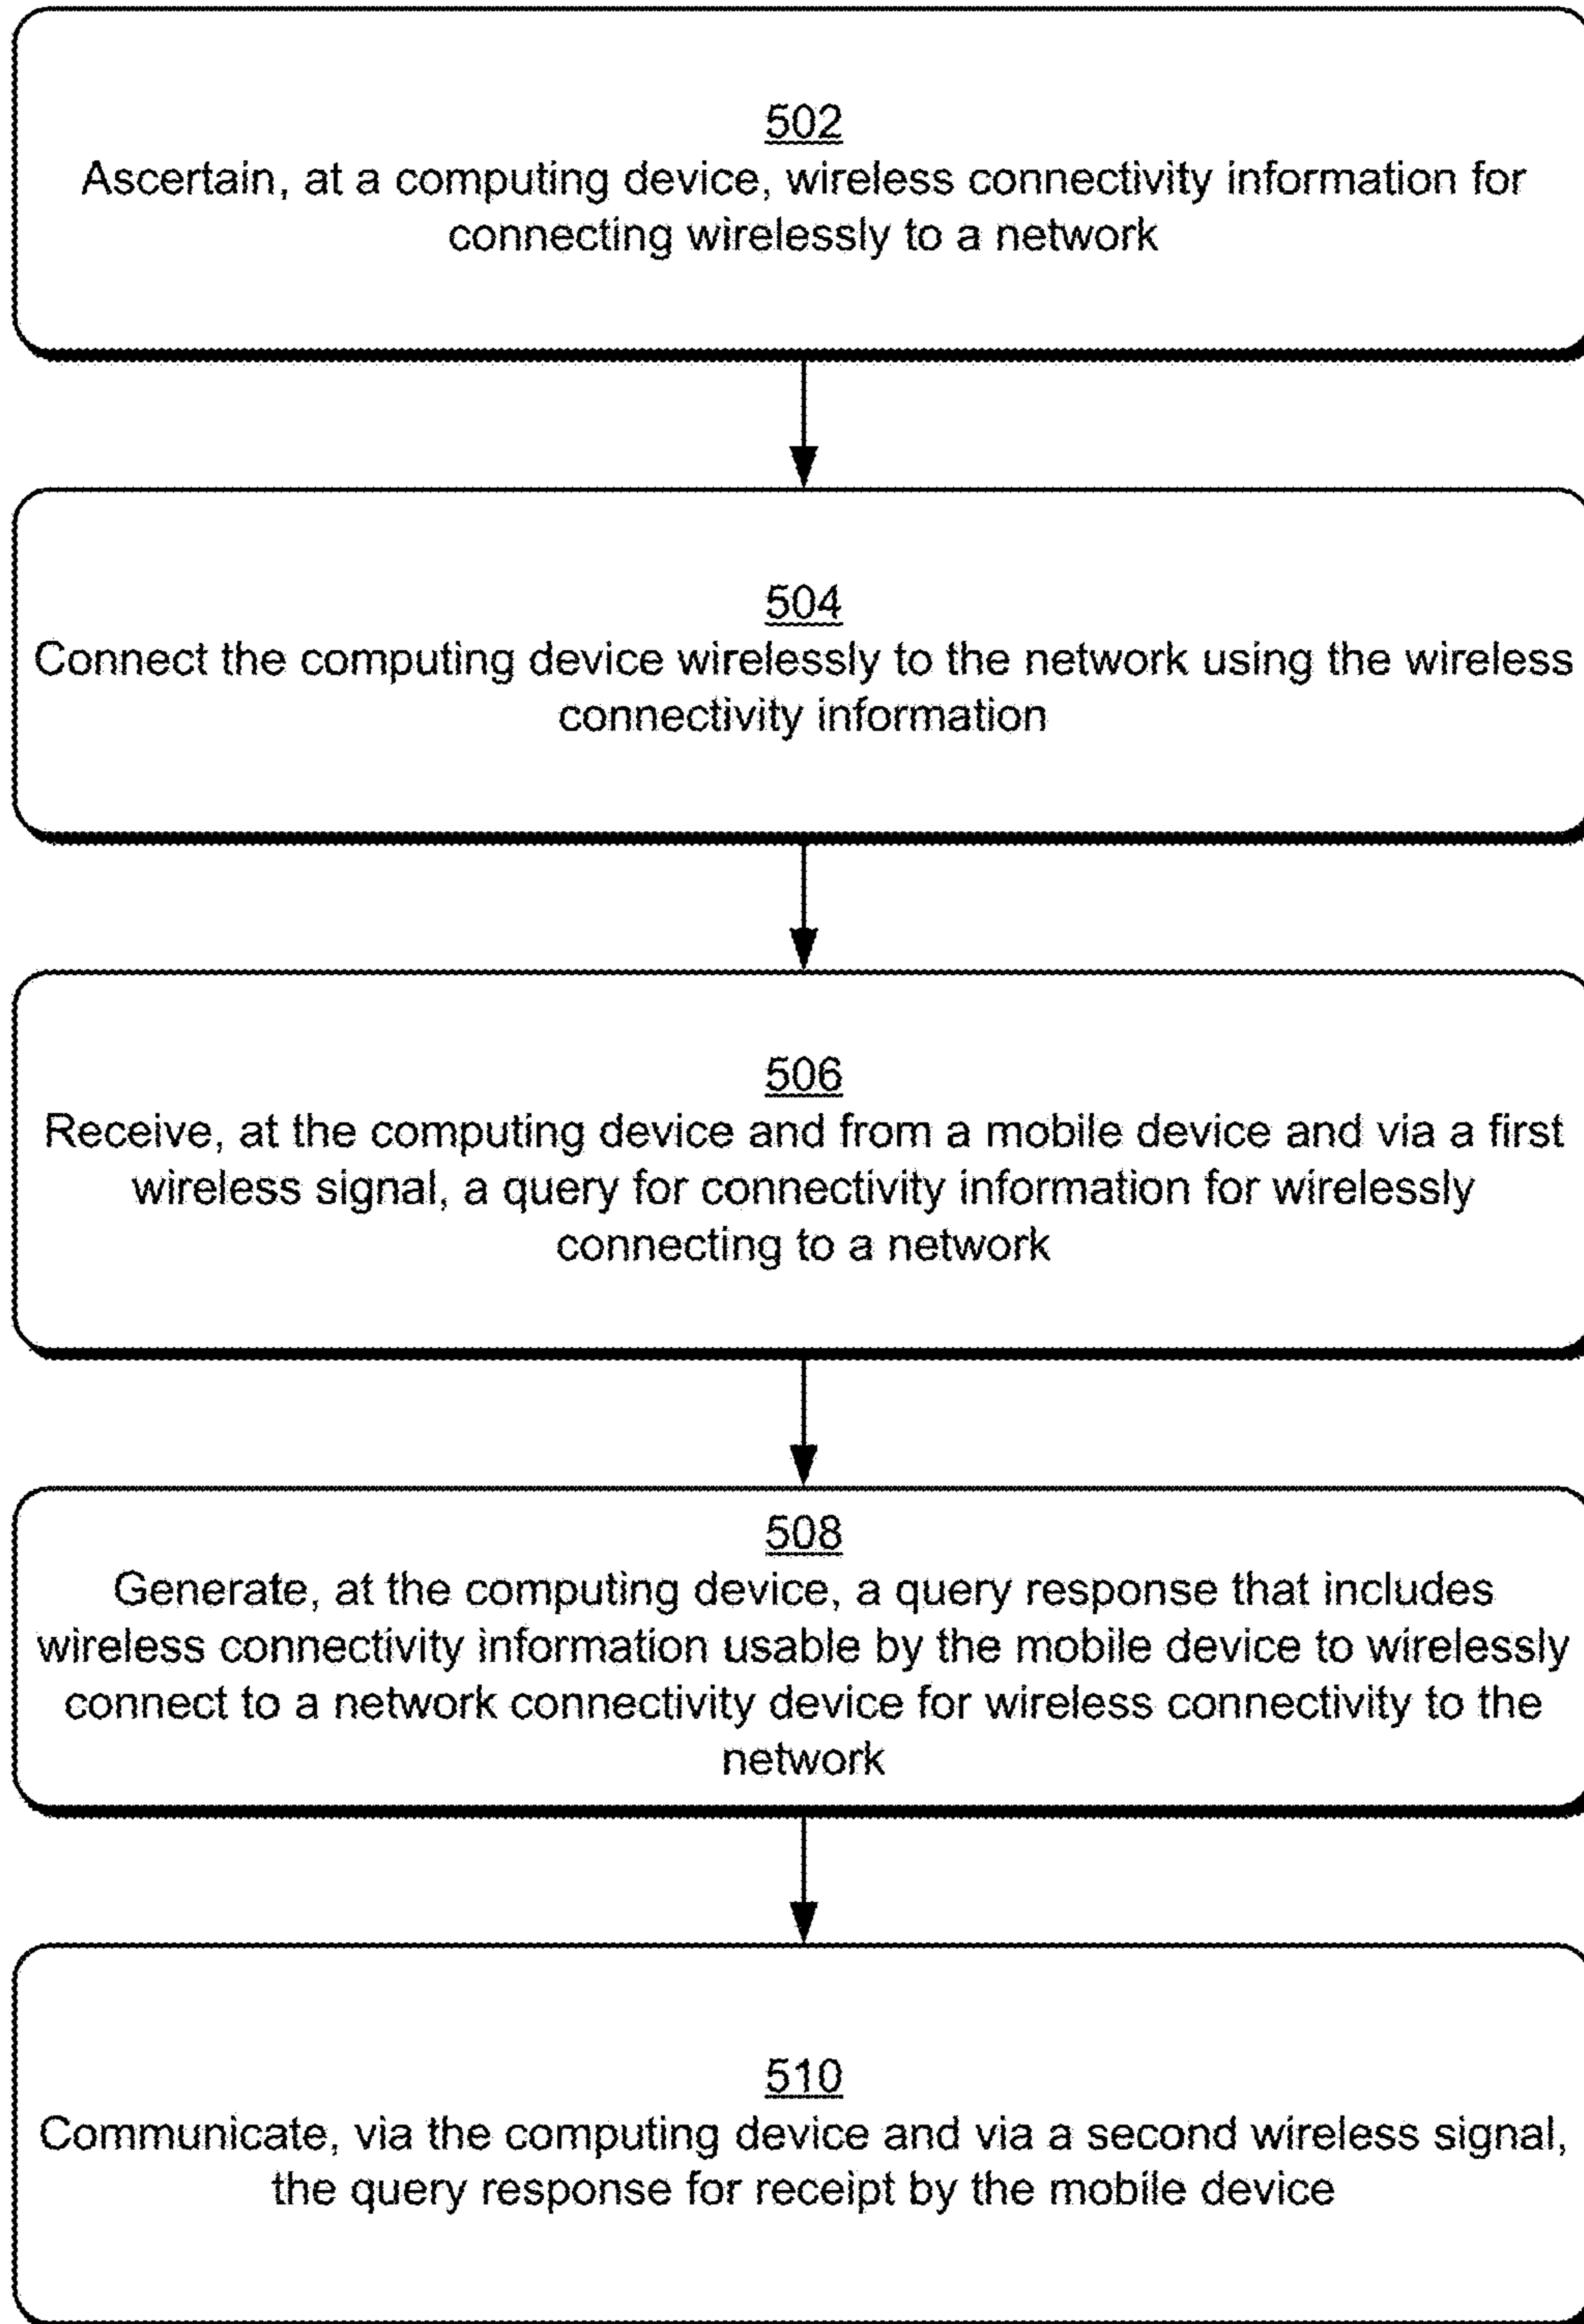 502
Ascertain, at a computing device, wireless connectivity information for
connecting wirelessly to a network
504
Connect the computing device wirelessly to the network using the wireless
connectivity information
506
Receive, at the computing device and from a mobile device and via a first
wireless signal, a query for connectivity information for wirelessly
connecting to a network
508
Generate, at the computing device, a query response that includes
wireless connectivity information usable by the mobile device to wirelessly
connect to a network connectivity device for wireless connectivity to the
network
510
Communicate, via the computing device and via a second wireless signal,
the query response for receipt by the mobile device